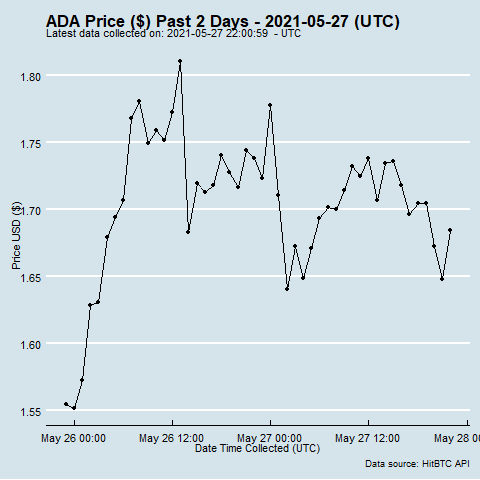 ADA Price ($) Past 2 Days - 2021-05-27 (UTC)
Latest data collected on: 2021-05-27 22:00:59 - UTC
1.80
1.75
1.70
1.65
1.60
1.55
Price USD ($)
May 26 00:00 May 26 12:00 May 27 00:00 May 27 12:00 May 28 0
Date Time Collected (UTC)
Data source: HitBTC API